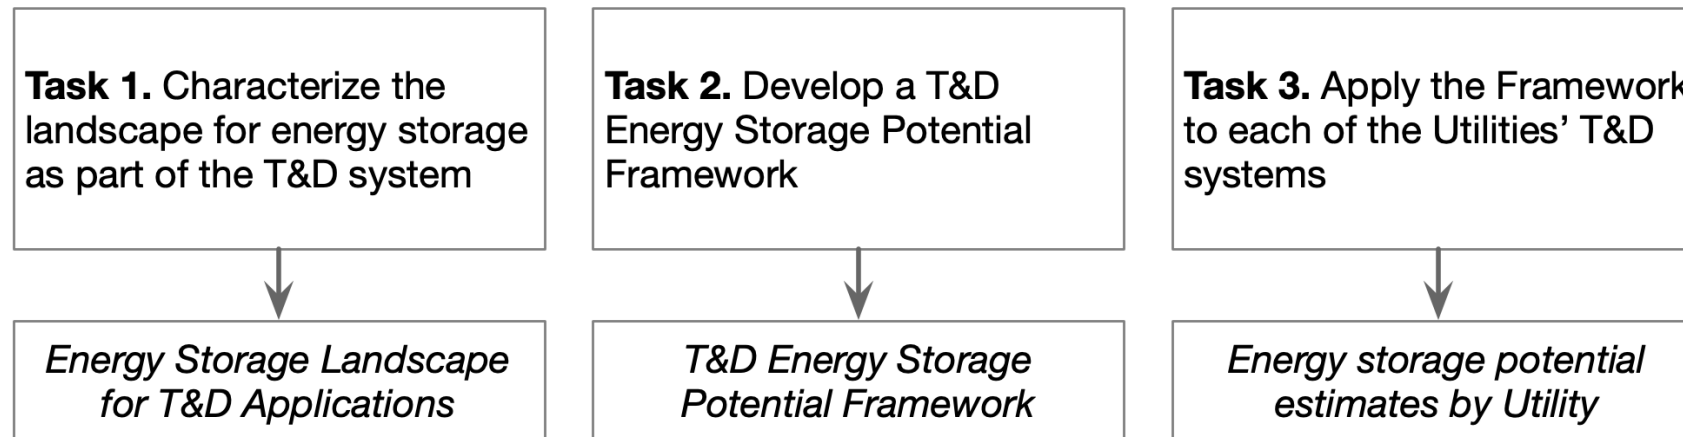 Task 1. Characterize the
landscape for energy storage
as part of the T&D system
Task 2. Develop a T&D
Energy Storage Potential
Framework
Task 3. Apply the Framework
to each of the Utilities’ T&D
systems
Energy Storage Landscape
for T&D Applications
T&D Energy Storage
Potential Framework
Energy storage potential
estimates by Utility